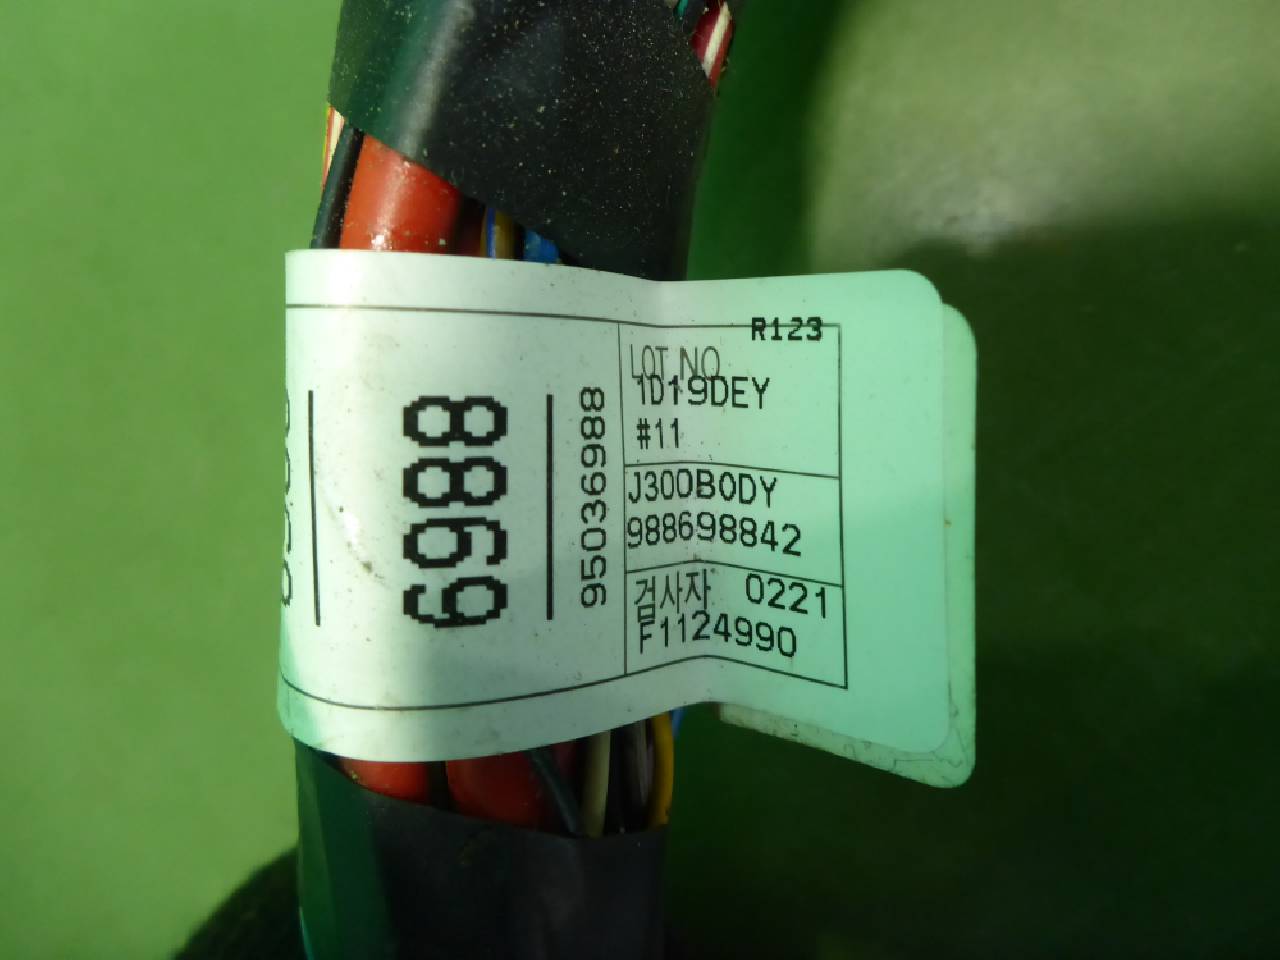 6988
95036988
R123
LOT NO
1D19DEY
#11
J300BODY
988698842
검사자 0221
F1124990